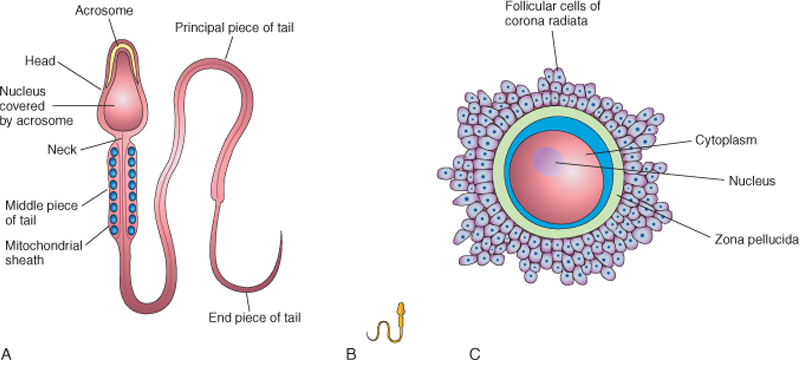 Acrosome
Head
Nucleus
covered
by acrosome
Neck
Middle piece
of tail
Mitochondrial
sheath
Principal piece of tail
End piece of tail
A
B
Follicular cells of
corona radiata
Cytoplasm
Nucleus
Zona pellucida
C